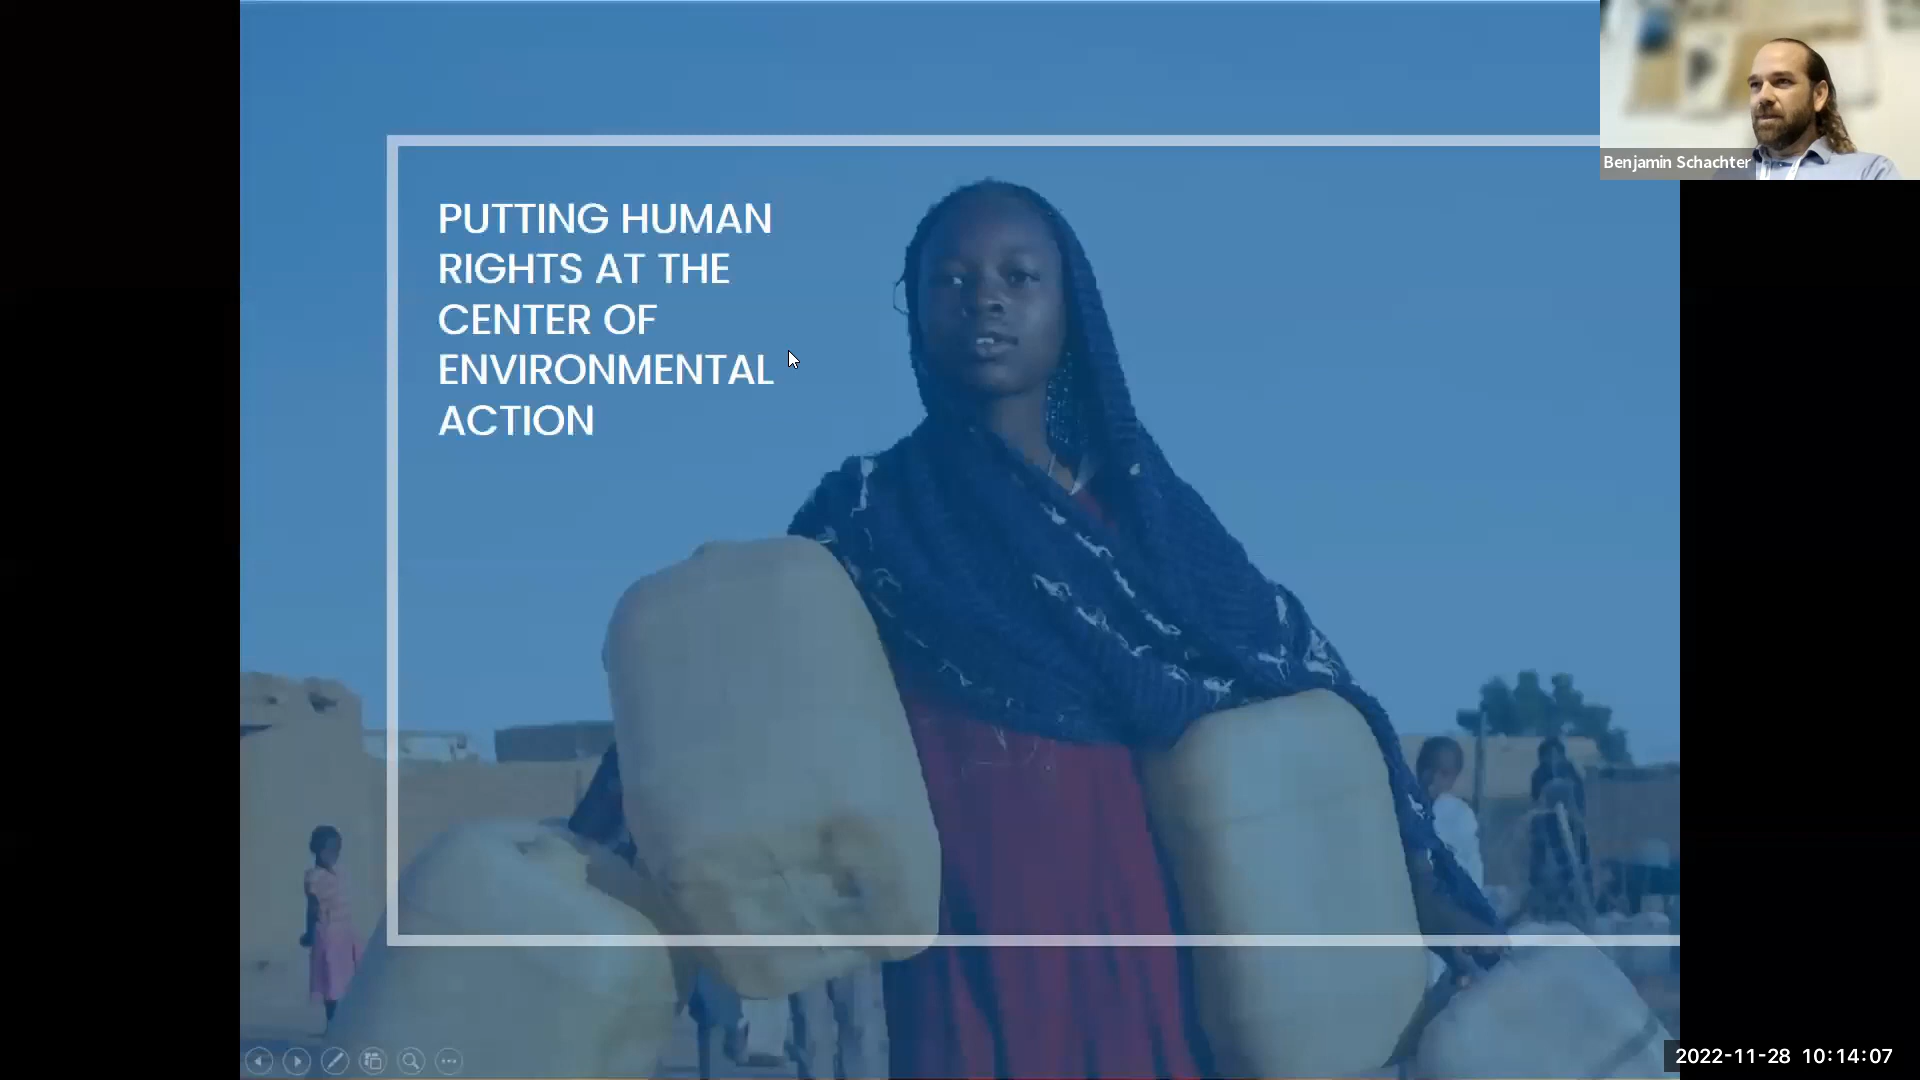 PUTTING HUMAN
RIGHTS AT THE
CENTER OF
ENVIRONMENTAL
ACTION
Benjamin Schachter
2022-11-28 10:14:07